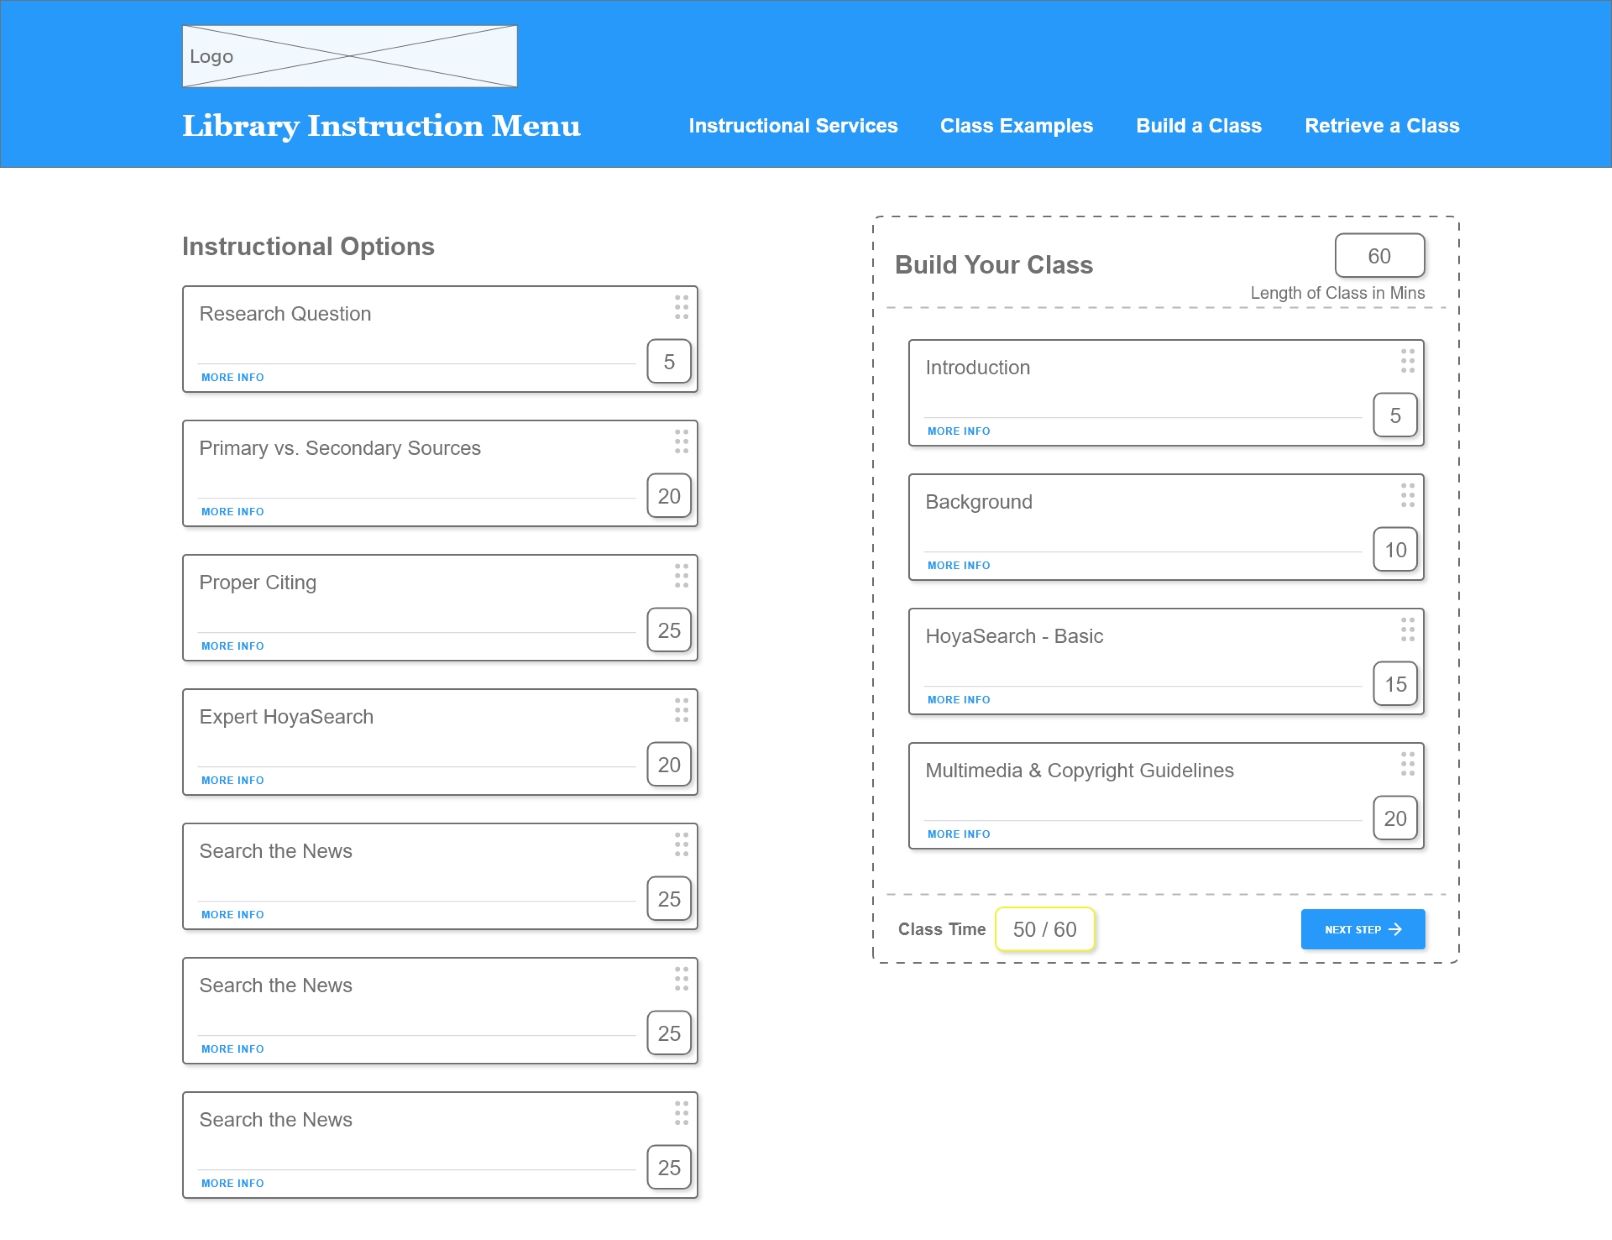 Logo
Library Instruction Menu
Instructional Services
Class Examples
Build a Class
Retrieve a Class
Instructional Options
Research Question
5
MORE INFO
Primary vs. Secondary Sources
20
MORE INFO
Proper Citing
25
MORE INFO
Expert HoyaSearch
20
MORE INFO
Search the News
25
MORE INFO
Search the News
25
MORE INFO
Search the News
25
MORE INFO
Build Your Class
60
Length of Class in Mins
Introduction
5
MORE INFO
Background
10
MORE INFO
HoyaSearch - Basic
15
MORE INFO
Multimedia & Copyright Guidelines
20
MORE INFO
Class Time
50 / 60
NEXT STEP